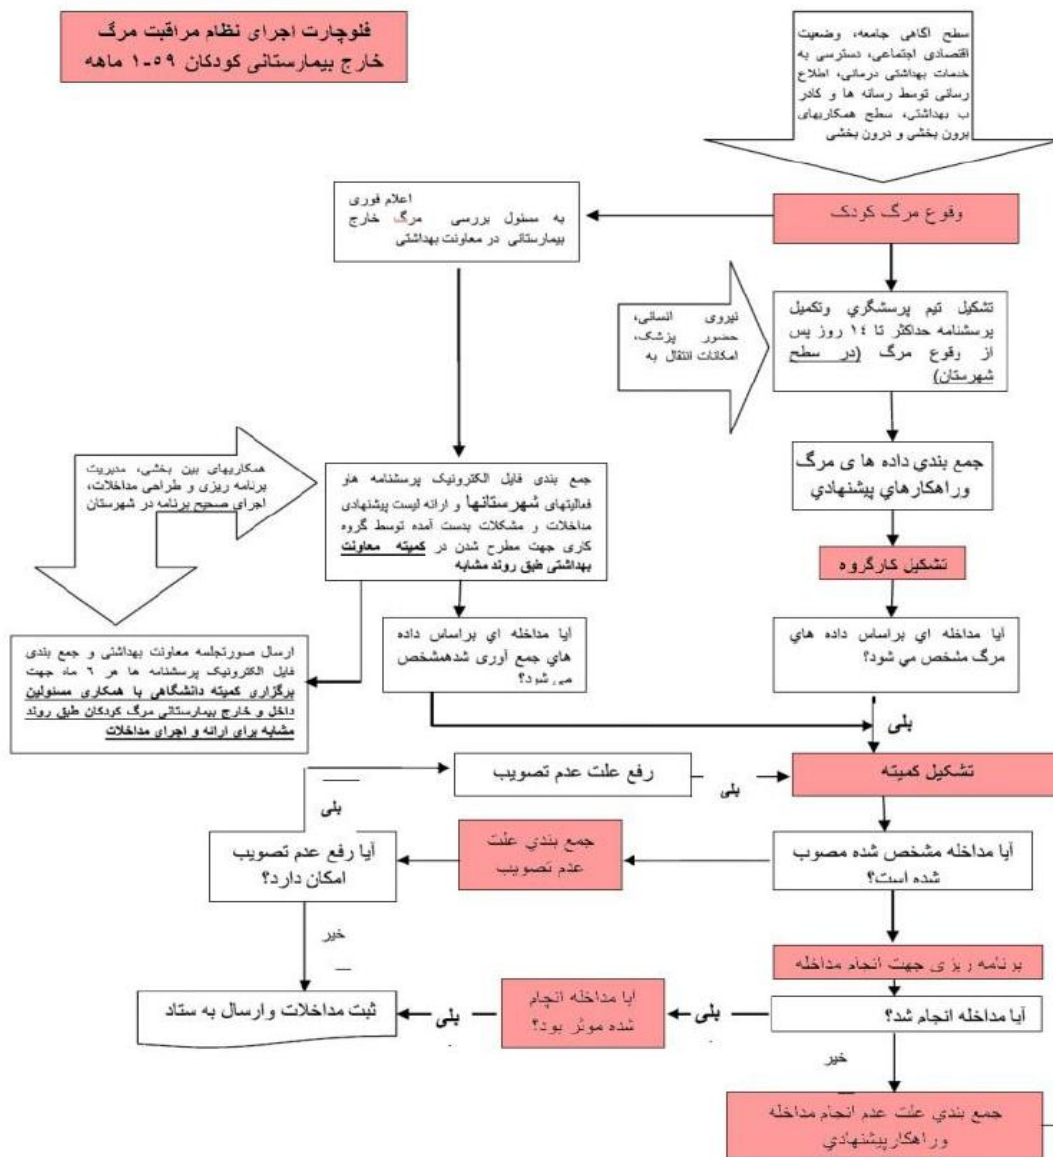 فلوچارت اجرای نظام مراقبت مرگ
خارج بیمارستانی کودکان ۵۹-۱ ماهه
سطح آگاهی جامعه، وضعیت
اقتصادی اجتماعی، دسترسی به
خدمات بهداشتی درمانی، اطلاع
رسانی توسط رسانه ها و کادر
ب بهداشتی، سطح همکاریهای
برون بخشی و درون بخشی
وقوع مرگ کودک
اعلام فوری
به مسئول بررسی مرگ خارج
بیمارستانی در معاونت بهداشتی
تشکیل تیم پرسشگري وتکمیل
پرسشنامه حداکثر تا ١٤ روز پس
از وقوع مرگ (در سطح
شهرستان)
نیروی انسانی،
حضور پزشک،
امکانات انتقال به
جمع بندی داده ها ی مرگ
وراهکارهاي پیشنهادي
همکاریهای بین بخشی، مدیریت
برنامه ریزی و طراحی مداخلات،
اجرای صحیح برنامه در شهرستان
جمع بندی فایل الکترونیک پرسشنامه هاو
فعالیتهای شهرستانها و ارائه لیست پیشنهادی
مداخلات و مشکلات بدست آمده توسط گروه
کاری جهت مطرح شدن در کمیته معاونت
بهداشتی طبق روند مشابه
تشکیل کارگروه
آیا مداخله اي براساس داده هاي
مرگ مشخص مي شود؟
آیا مداخله اي براساس داده
هاي جمع آوری شدهمشخص
مي شود؟
ارسال صورتجلسه معاونت بهداشتی و جمع بندی
فایل الکترونیک پرسشنامه ها هر ٦ ماه جهت
برگزاری کمیته دانشگاهی با همکاری مسئولین
داخل و خارج بیمارستانی مرگ کودکان طبق روند
مشابه برای ارائه و اجرای مداخلات
بلی
تشکیل کمیته
رفع علت عدم تصویب
بلی
بلی
آیا مداخله مشخص شده مصوب
شده است؟
جمع بندي علت
عدم تصویب
آیا رفع عدم تصویب
امکان دارد؟
خیر
برنامه ریزی جهت انجام مداخله
آیا مداخله انجام شد؟
بلی
آیا مداخله انجام
شده موثر بود؟
بلی
ثبت مداخلات وارسال به ستاد
خیر
جمع بندي علت عدم انجام مداخله
وراهکارپیشنهادي